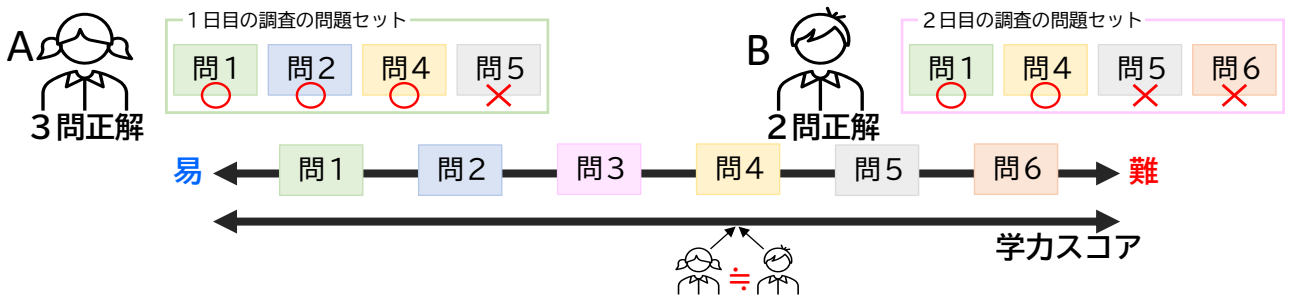 1日目の調査の問題セット
A
問1 問2 問4 問5
○ ○ ○ ×
3問正解
2日目の調査の問題セット
B
問1 問4 問5 問6
○ ○ × ×
2問正解
易 問1 問2 問3 問4 問5 問6 難
学力スコア
≒